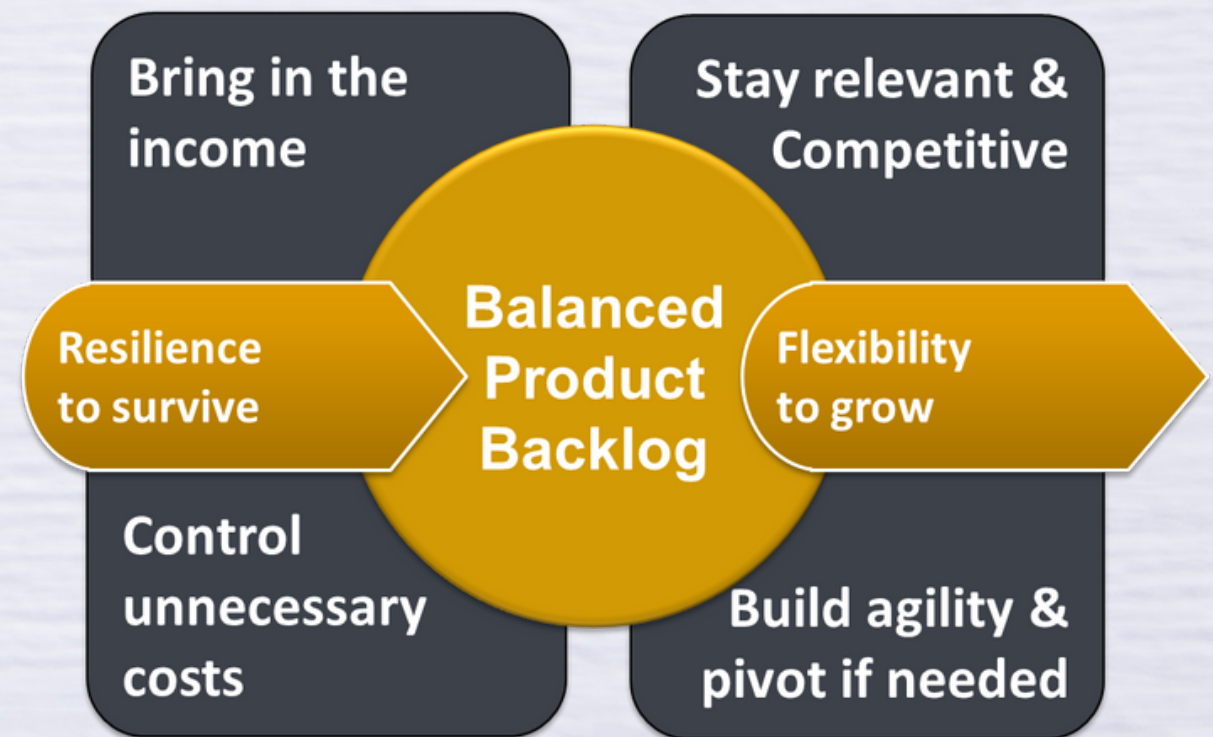 Bring in the
income
Stay relevant &
Competitive
Resilience
to survive
Balanced
Product
Backlog
Flexibility
to grow
Control
unnecessary
costs
Build agility &
pivot if needed